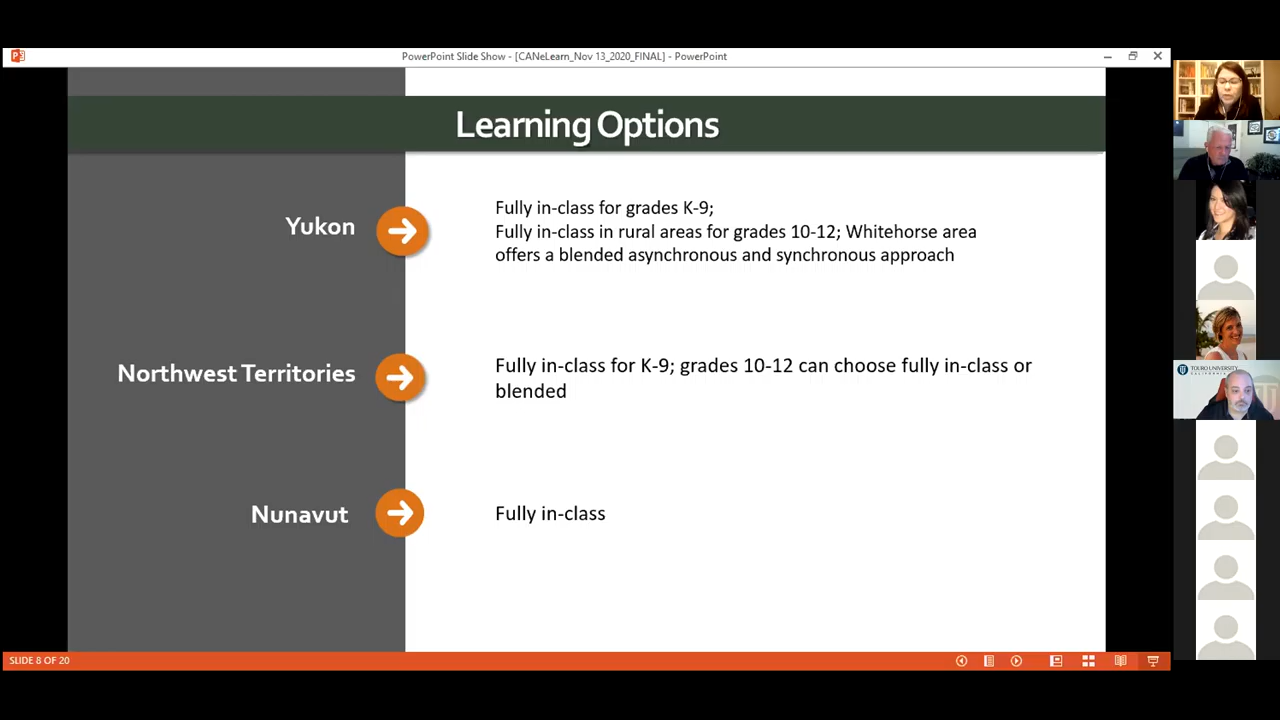 PowerPoint Slide Show - [CANeLearn_Nov 13_2020_FINAL] - PowerPoint
Learning Options
Yukon
Fully in-class for grades K-9;
Fully in-class in rural areas for grades 10-12; Whitehorse area
offers a blended asynchronous and synchronous approach
Northwest Territories
Fully in-class for K-9; grades 10-12 can choose fully in-class or
blended
Nunavut
Fully in-class
SLIDE 8 OF 20
TOURO UNIVERSITY
CALIFORNIA